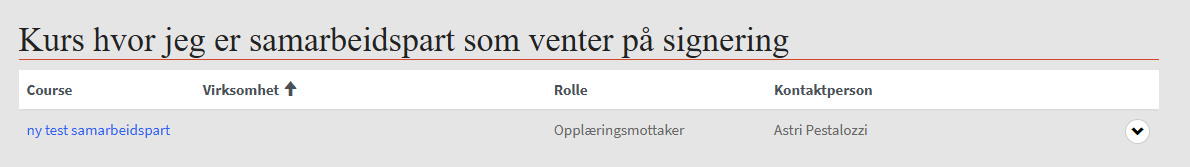 Kurs hvor jeg er samarbeidspart som venter på signering
Course Virksomhet Rolle Kontaktperson
ny test samarbeidspart Opplæringsmottaker Astri Pestalozzi